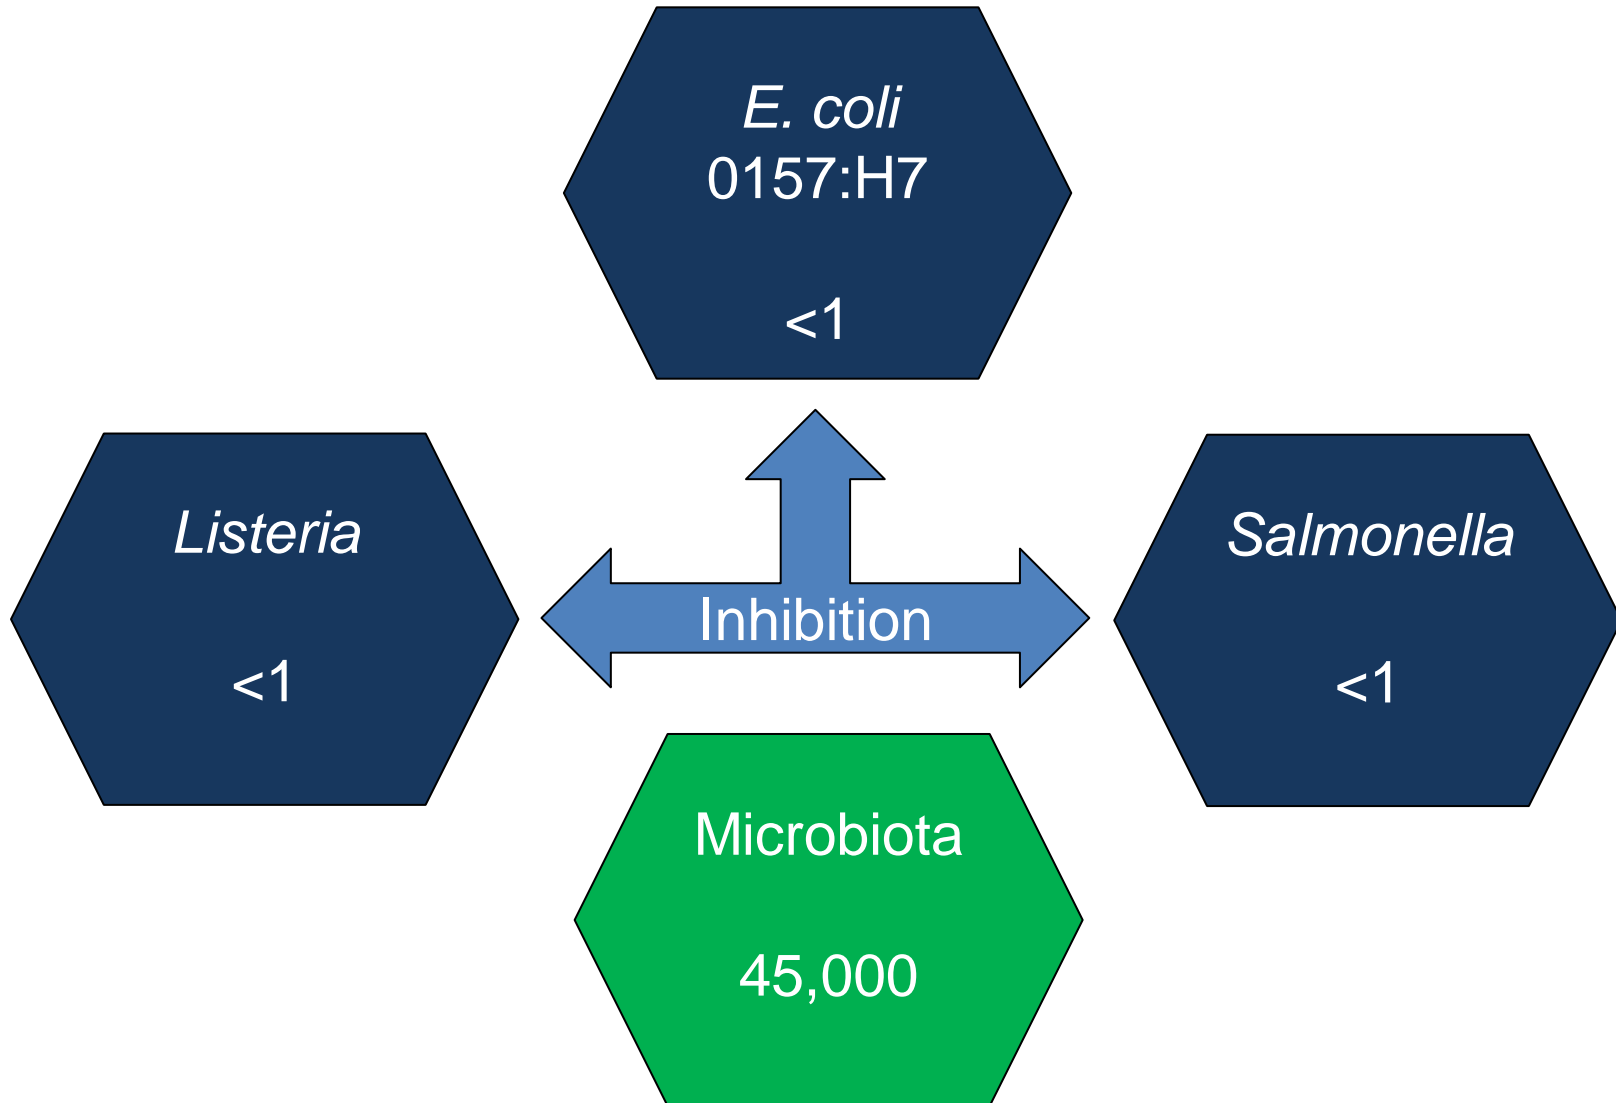 E. coli
0157:H7
<1
Listeria
<1
Inhibition
Salmonella
<1
Microbiota
45,000